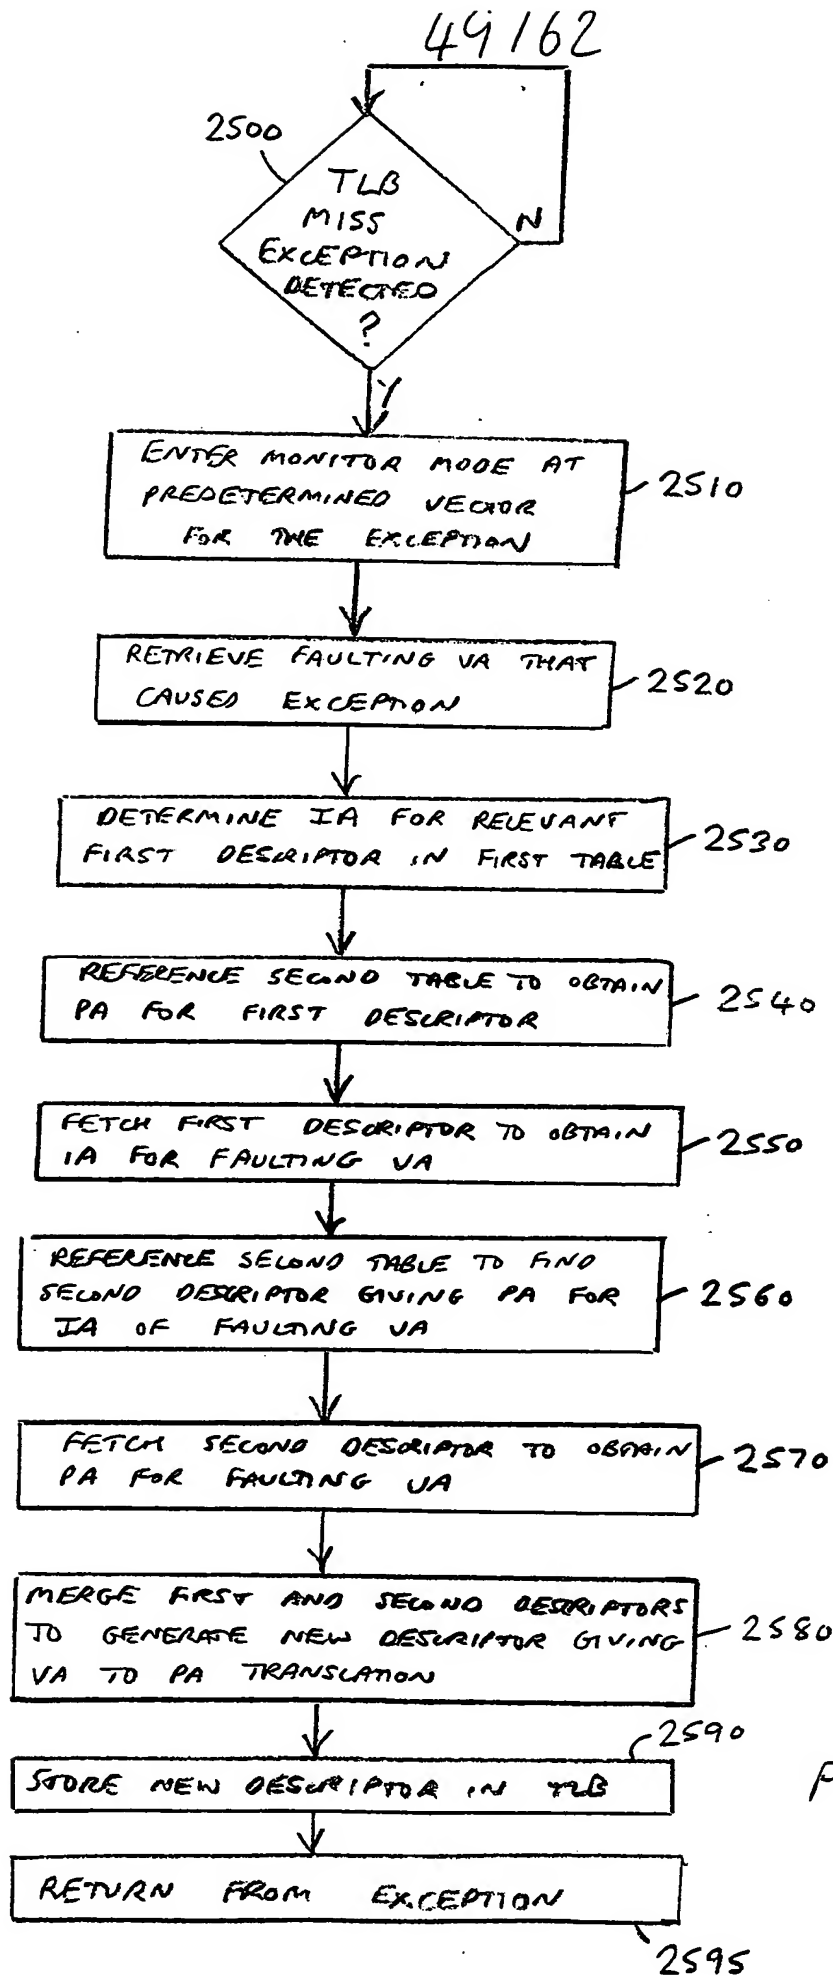 49162
2500
TLB
MISS
EXCEPTION
DETECTED
?
N
Y
ENTER MONITOR MODE AT
PREDETERMINED VECTOR
FOR THE EXCEPTION
2510
RETRIEVE FAULTING VA THAT
CAUSED EXCEPTION
2520
DETERMINE IA FOR RELEVANT
FIRST DESCRIPTOR IN FIRST TABLE
2530
REFERENCE SECOND TABLE TO OBTAIN
PA FOR FIRST DESCRIPTOR
2540
FETCH FIRST DESCRIPTOR TO OBTAIN
IA FOR FAULTING VA
2550
REFERENCE SECOND TABLE TO FIND
SECOND DESCRIPTOR GIVING PA FOR
IA OF FAULTING VA
2560
FETCH SECOND DESCRIPTOR TO OBTAIN
PA FOR FAULTING VA
2570
MERGE FIRST AND SECOND DESCRIPTORS
TO GENERATE NEW DESCRIPTOR GIVING
VA TO PA TRANSLATION
2580
2590
STORE NEW DESCRIPTOR IN TLB
RETURN FROM EXCEPTION
2595